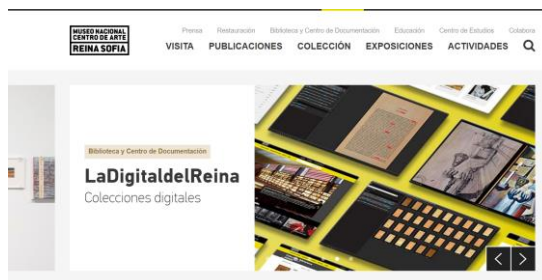 MUSEO NACIONAL
CENTRO DE ARTE
REINA SOFIA
Prensa Restauración Biblioteca y Centro de Documentación Educación Centro de Estudios Colabora
VISITA PUBLICACIONES COLECCIÓN EXPOSICIONES ACTIVIDADES
Biblioteca y Centro de Documentación
LaDigitaldelReina
Colecciones digitales